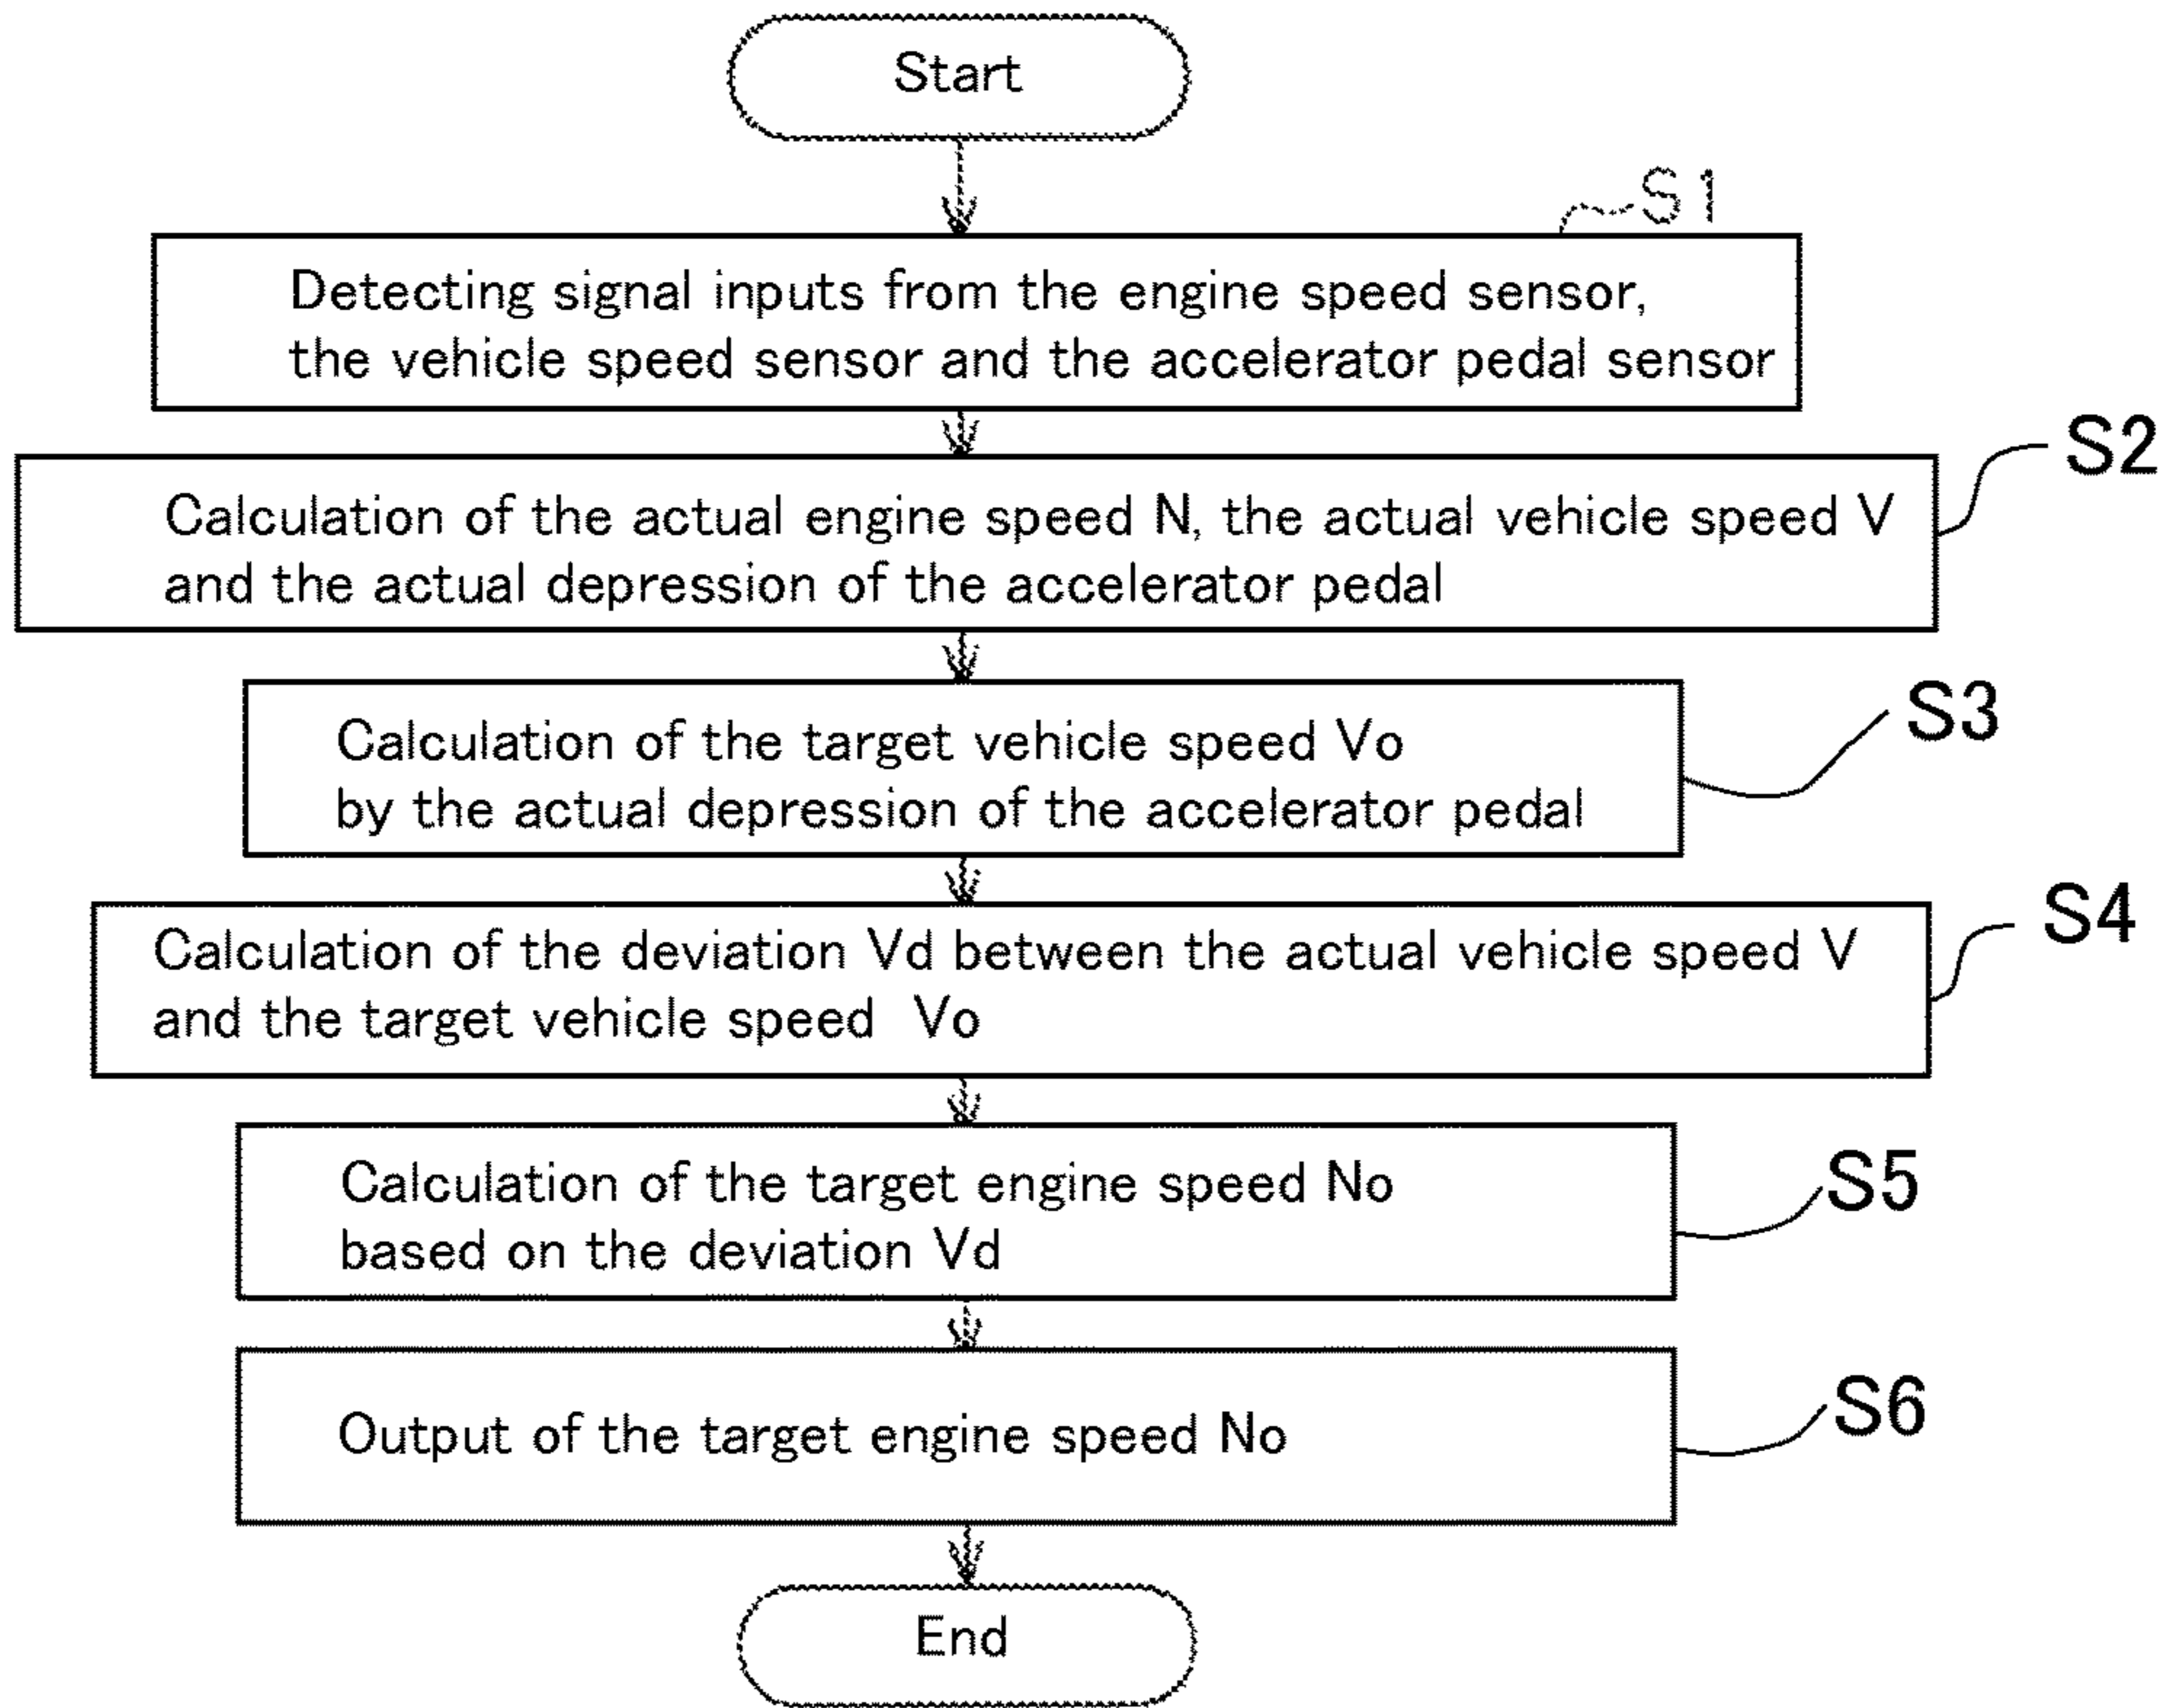 Start
S1
Detecting signal inputs from the engine speed sensor,
the vehicle speed sensor and the accelerator pedal sensor
S2
Calculation of the actual engine speed N, the actual vehicle speed V
and the actual depression of the accelerator pedal
S3
Calculation of the target vehicle speed Vo
by the actual depression of the accelerator pedal
S4
Calculation of the deviation Vd between the actual vehicle speed V
and the target vehicle speed Vo
S5
Calculation of the target engine speed No
based on the deviation Vd
S6
Output of the target engine speed No
End